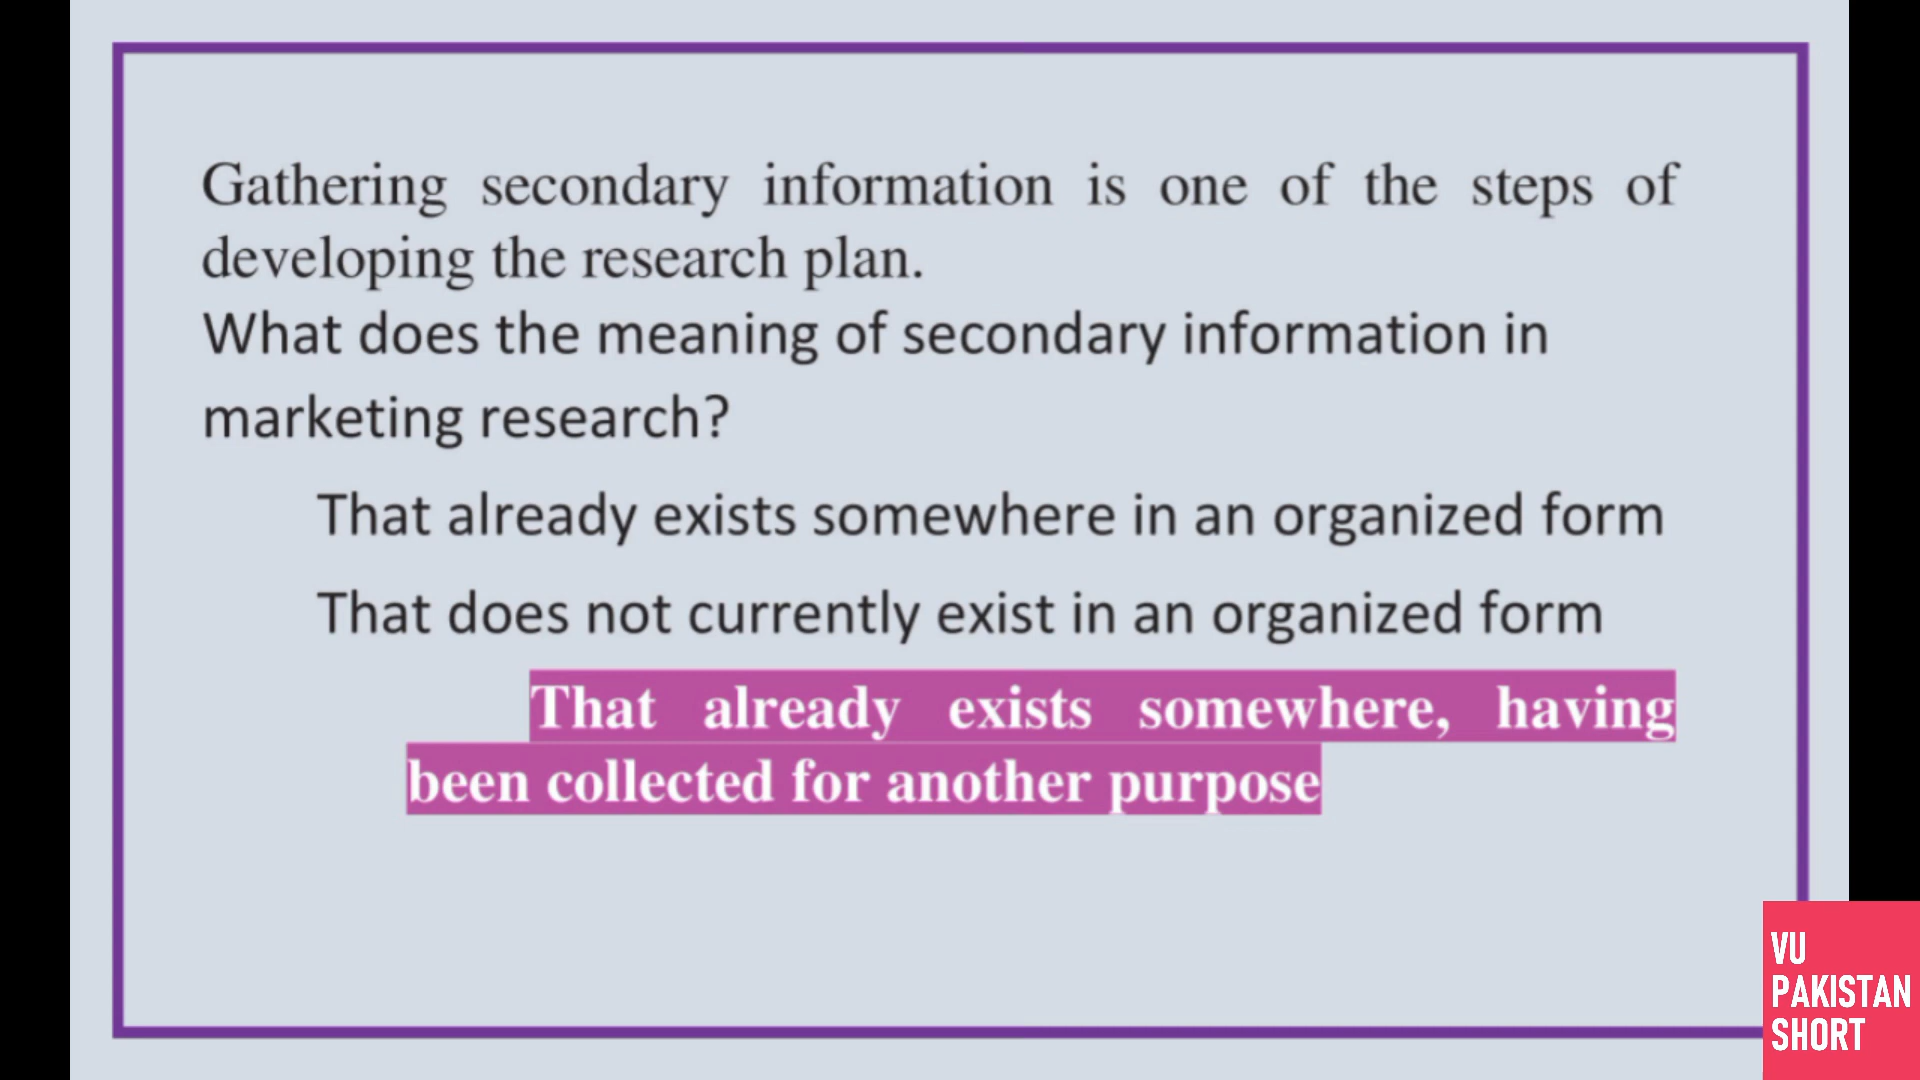 Gathering secondary information is one of the steps of
developing the research plan.
What does the meaning of secondary information in
marketing research?
That already exists somewhere in an organized form
That does not currently exist in an organized form
That already exists somewhere, having
been collected for another purpose
VU
PAKISTAN
SHORT